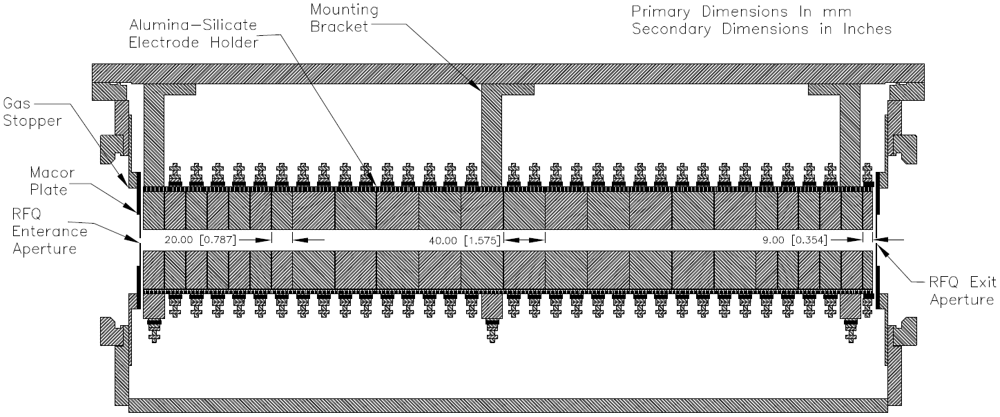 Mounting
Bracket
Primary Dimensions In mm
Secondary Dimensions in Inches
Alumina-Silicate
Electrode Holder
Gas
Stopper
Macor
Plate
RFQ
Enterance
Aperture
20.00 [0.787]
40.00 [1.575]
9.00 [0.354]
RFQ Exit
Aperture